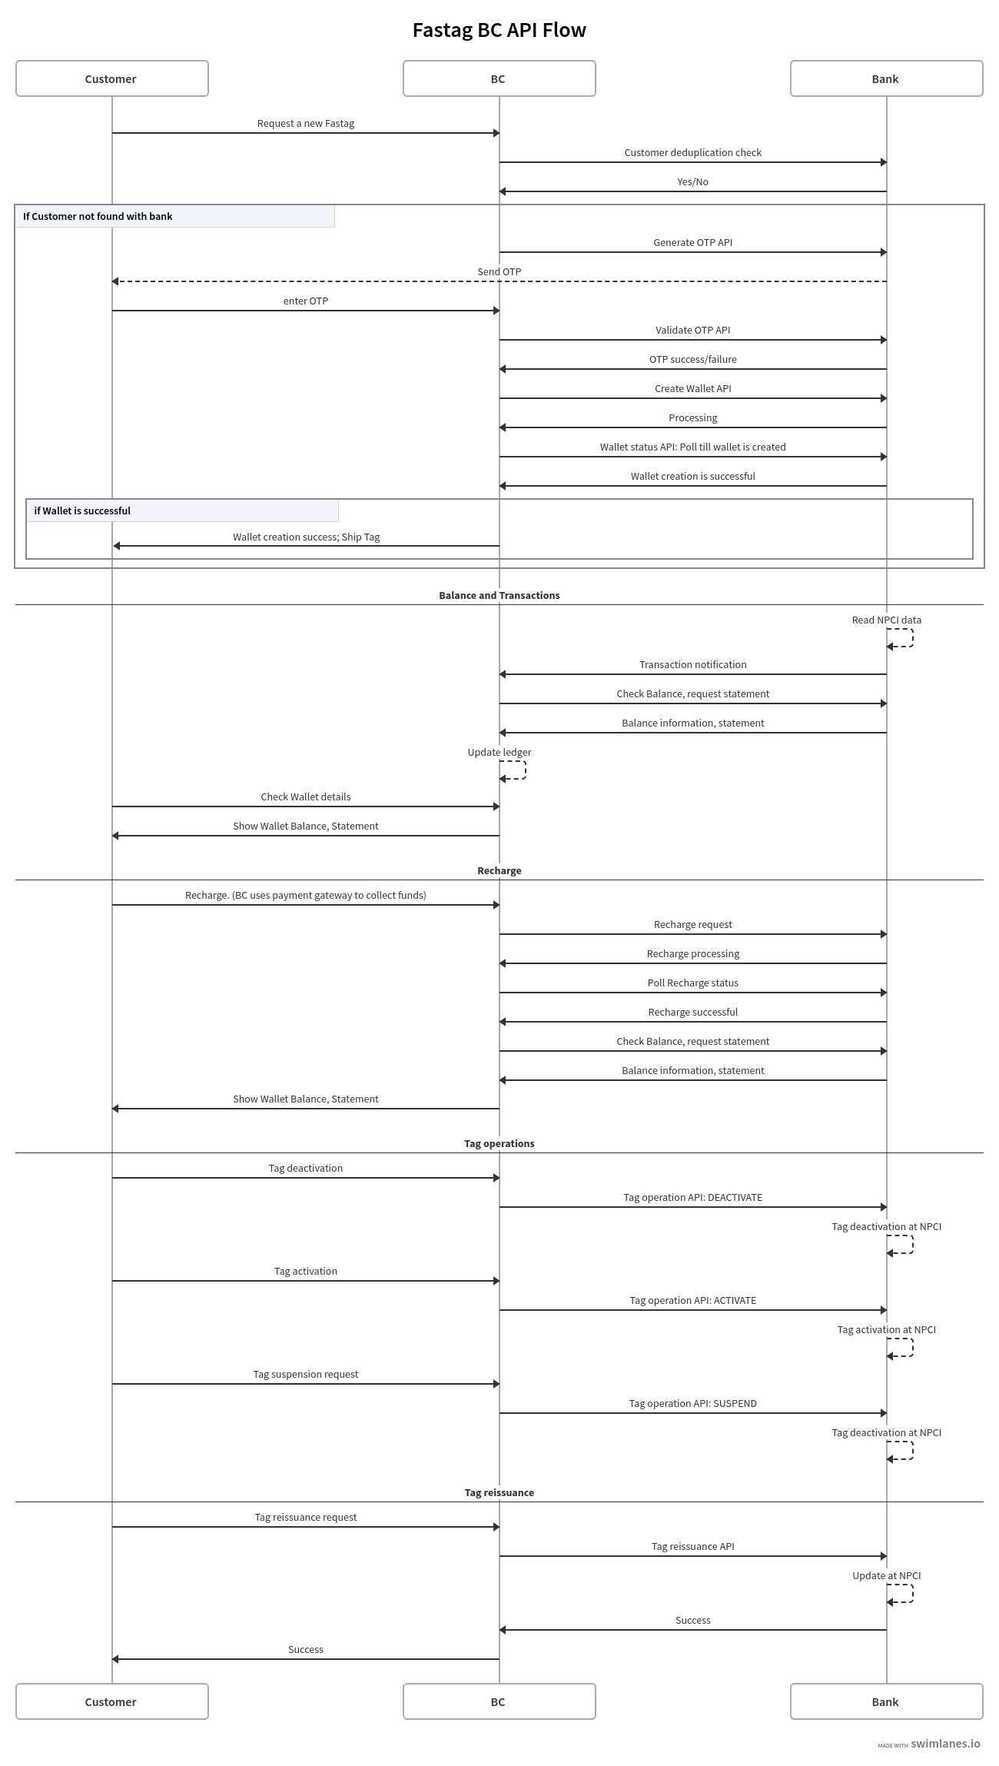 Fastag BC API Flow
Customer
BC
Bank
Request a new Fastag
Customer deduplication check
Yes/No
If Customer not found with bank
Generate OTP API
Send OTP
enter OTP
Validate OTP API
OTP success/failure
Create Wallet API
Processing
Wallet status API: Poll till wallet is created
Wallet creation is successful
if Wallet is successful
Wallet creation success; Ship Tag
Balance and Transactions
Read NPCI data
Transaction notification
Check Balance, request statement
Balance information, statement
Update ledger
Check Wallet details
Show Wallet Balance, Statement
Recharge
Recharge. (BC uses payment gateway to collect funds)
Recharge request
Recharge processing
Poll Recharge status
Recharge successful
Check Balance, request statement
Balance information, statement
Show Wallet Balance, Statement
Tag operations
Tag deactivation
Tag operation API: DEACTIVATE
Tag deactivation at NPCI
Tag activation
Tag operation API: ACTIVATE
Tag activation at NPCI
Tag suspension request
Tag operation API: SUSPEND
Tag deactivation at NPCI
Tag reissuance
Tag reissuance request
Tag reissuance API
Update at NPCI
Success
Success
Customer
BC
Bank
MADE WITH swimlanes.io